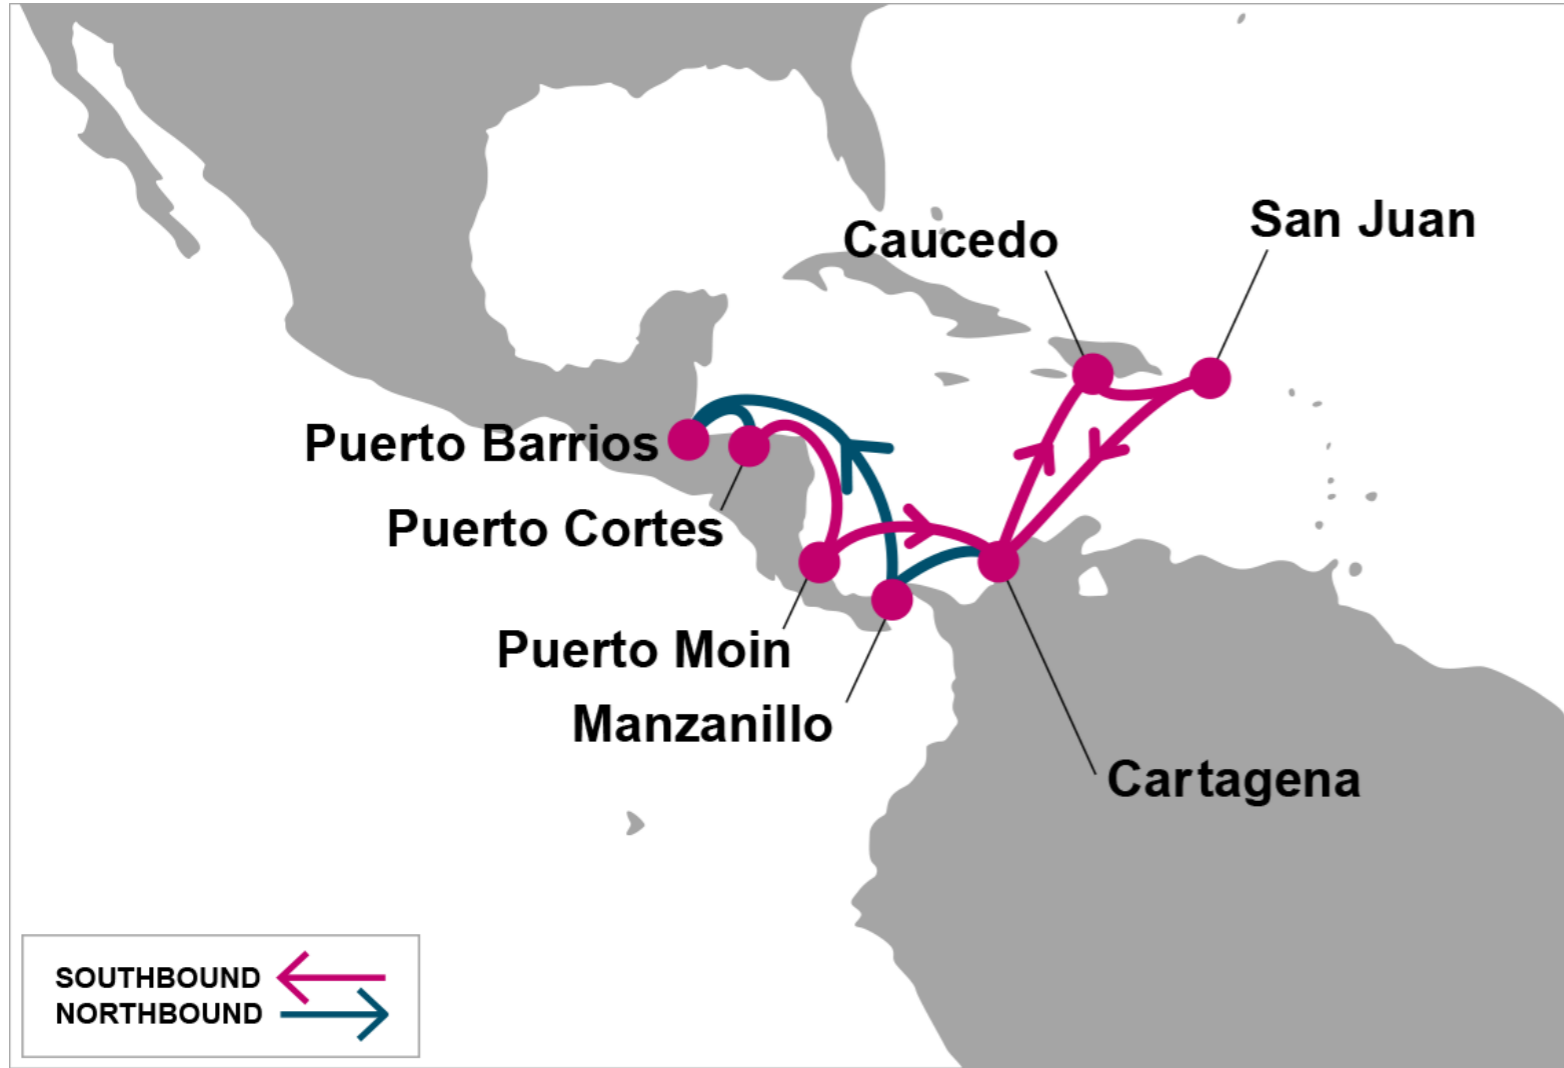 San Juan
Caucedo
Puerto Barrios
Puerto Cortes
Puerto Moin
Manzanillo
Cartagena
SOUTHBOUND
NORTHBOUND